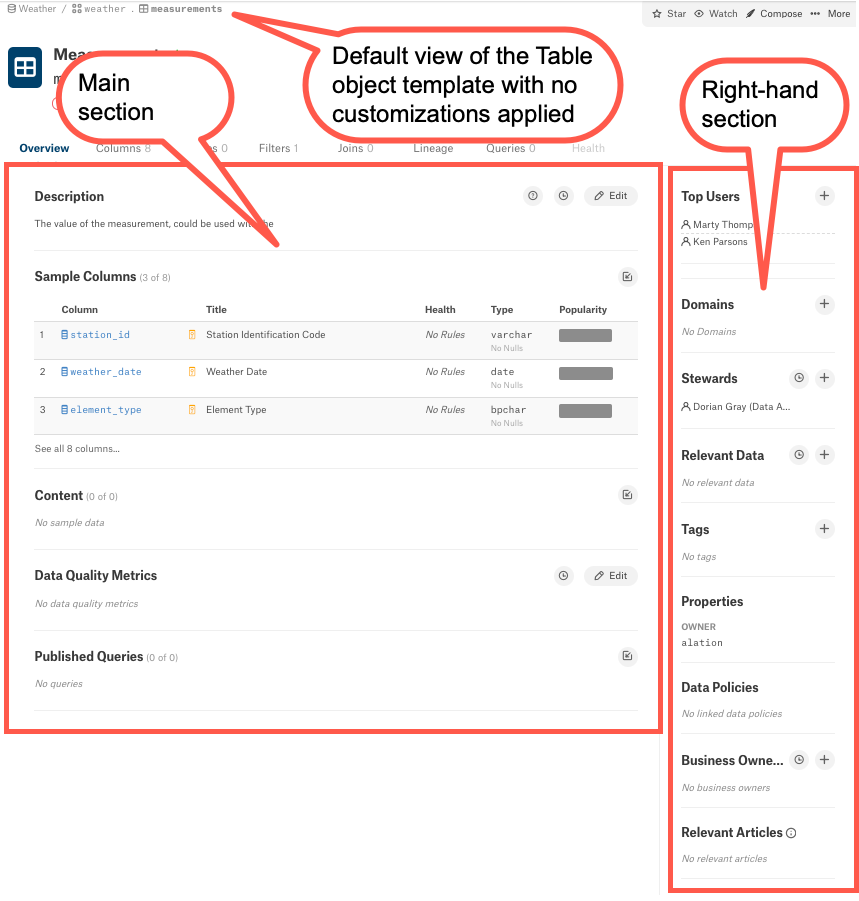 Weather / weather . measurements
Star Watch Compose More
Default view of the Table
object template with no
customizations applied
Main
section
Right-hand
section
Overview Columns 8 0 Filters 1 Joins 0 Lineage Queries 0 Health
Description Edit
The value of the measurement, could be used
Sample Columns (3 of 8)
Column Title Health Type Popularity
1 station_id Station Identification Code No Rules varchar
No Nulls
2 weather_date Weather Date No Rules date
No Nulls
3 element_type Element Type No Rules bpchar
No Nulls
See all 8 columns...
Content (0 of 0)
No sample data
Data Quality Metrics Edit
No data quality metrics
Published Queries (0 of 0)
No queries
Top Users
Marty Thomp
Ken Parsons
Domains
No Domains
Stewards
Dorian Gray (Data A...
Relevant Data
No relevant data
Tags
No tags
Properties
OWNER
alation
Data Policies
No linked data policies
Business Owne...
No business owners
Relevant Articles
No relevant articles